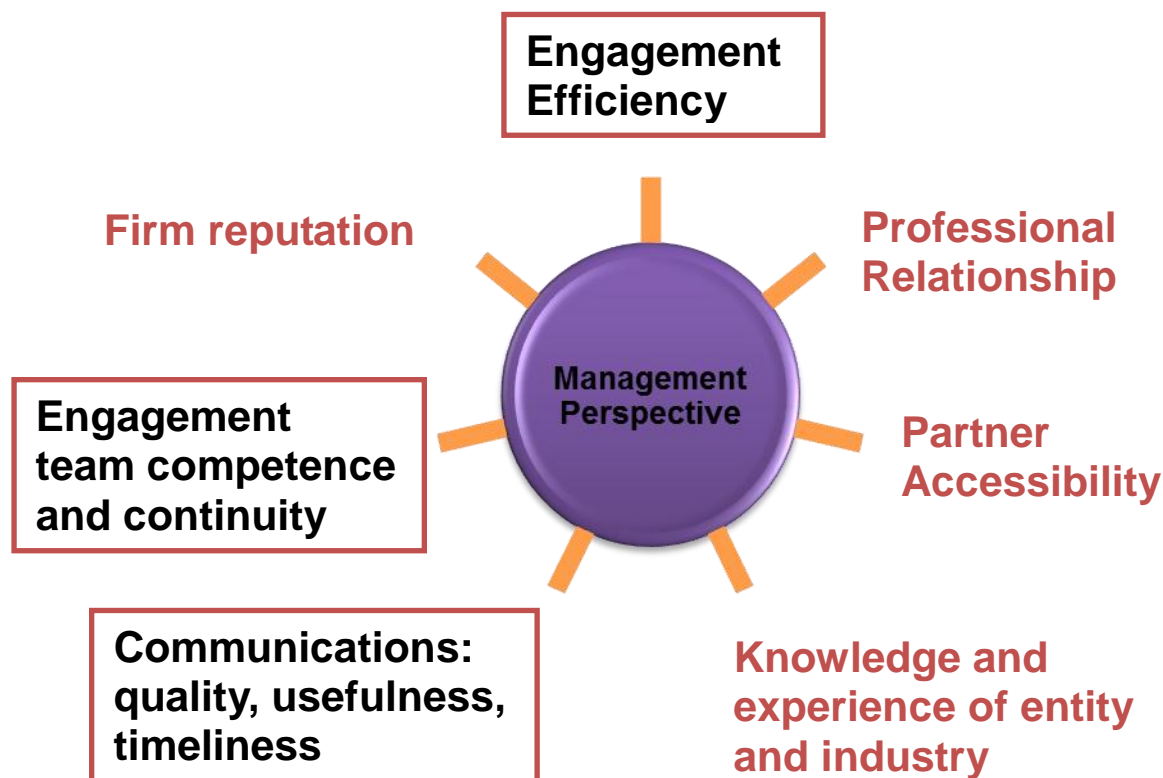 Engagement
Efficiency
Firm reputation
Professional
Relationship
Management
Perspective
Engagement
team competence
and continuity
Partner
Accessibility
Communications:
quality, usefulness,
timeliness
Knowledge and
experience of entity
and industry